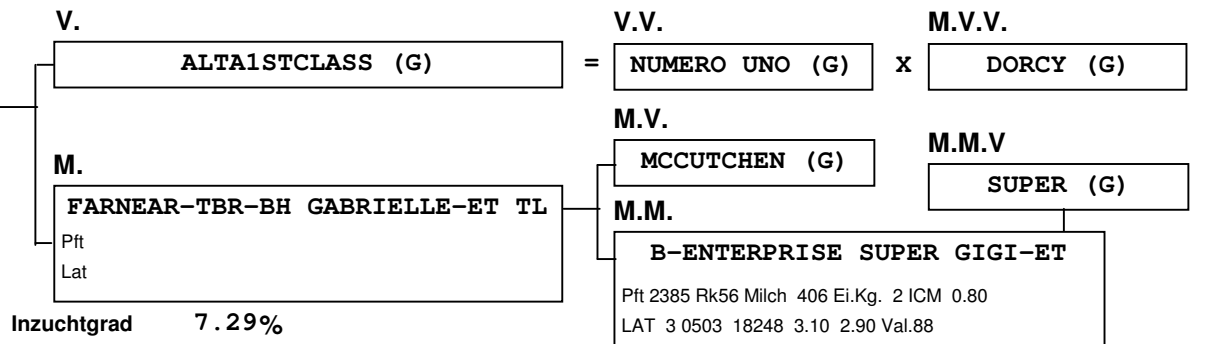 V.
V.V.
M.V.V.
ALTA1STCLASS (G)
=
NUMERO UNO (G)
X
DORCY (G)
M.V.
MCCUTCHEN (G)
M.M.V
SUPER (G)
M.
FARNEAR-TBR-BH GABRIELLE-ET TL
Pft
Lat
M.M.
B-ENTERPRISE SUPER GIGI-ET
Pft 2385 Rk56 Milch 406 Ei.Kg. 2 ICM 0.80
LAT 3 0503 18248 3.10 2.90 Val.88
Inzuchtgrad 7.29%